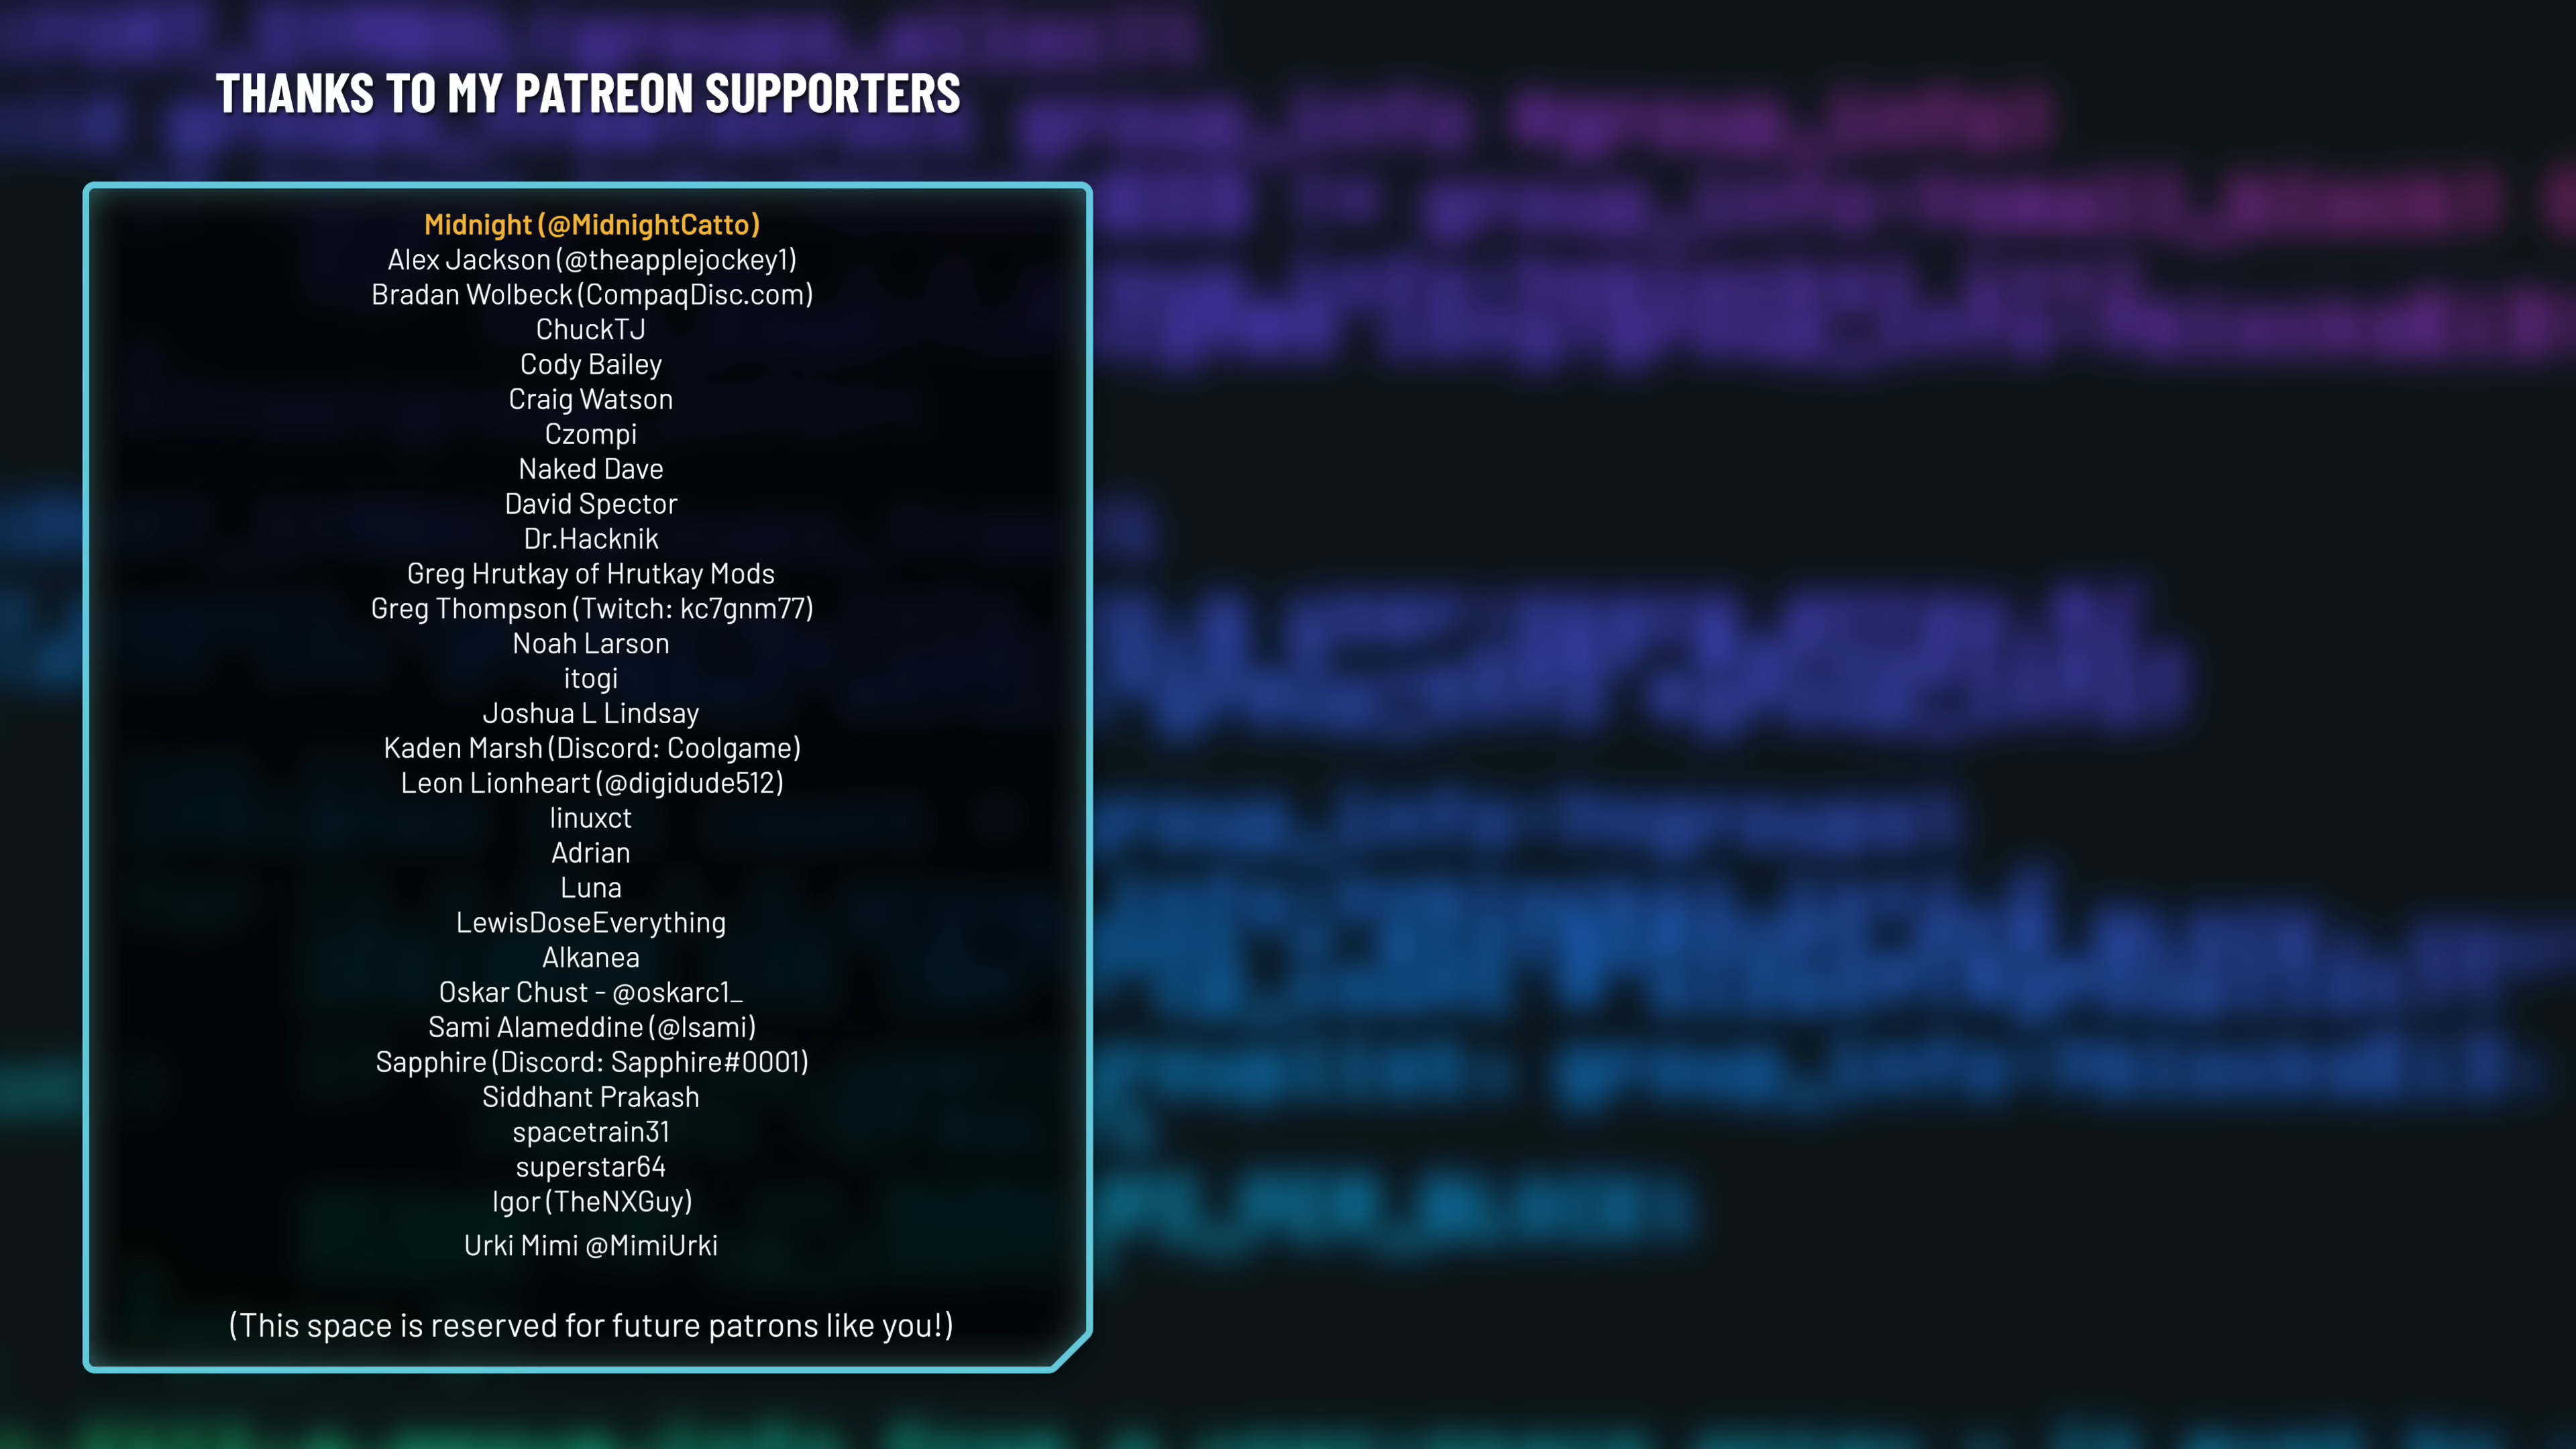 THANKS TO MY PATREON SUPPORTERS
Midnight (@MidnightCatto)
Alex Jackson (@theapplejockey1)
Bradan Wolbeck (CompaqDisc.com)
ChuckTJ
Cody Bailey
Craig Watson
Czompi
Naked Dave
David Spector
Dr.Hacknik
Greg Hrutkay of Hrutkay Mods
Greg Thompson (Twitch: kc7gnm77)
Noah Larson
itogi
Joshua L Lindsay
Kaden Marsh (Discord: Coolgame)
Leon Lionheart (@digidude512)
linuxct
Adrian
Luna
LewisDoseEverything
Alkanea
Oskar Chust - @oskarc1_
Sami Alameddine (@lsami)
Sapphire (Discord: Sapphire#0001)
Siddhant Prakash
spacetrain31
superstar64
Igor (TheNXGuy)
Urki Mimi @MimiUrki
(This space is reserved for future patrons like you!)